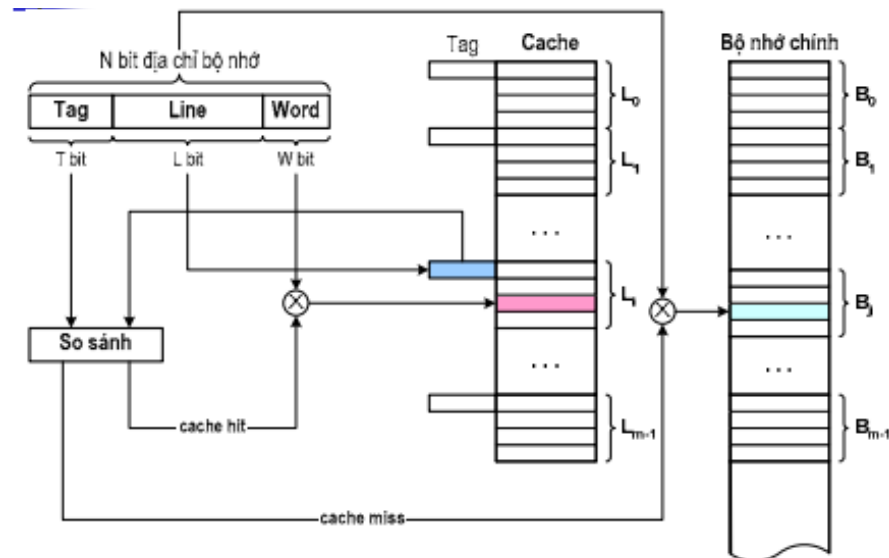 N bit địa chỉ bộ nhớ
Tag Line Word
T bit L bit W bit
So sánh
cache hit
cache miss
Tag Cache
L0
L1
...
Li
...
Lm-1
Bộ nhớ chính
B0
B1
...
Bj
...
Bm-1